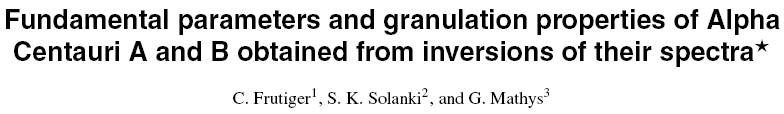 Fundamental parameters and granulation properties of Alpha
Centauri A and B obtained from inversions of their spectra★
C. Frutiger¹, S. K. Solanki², and G. Mathys³